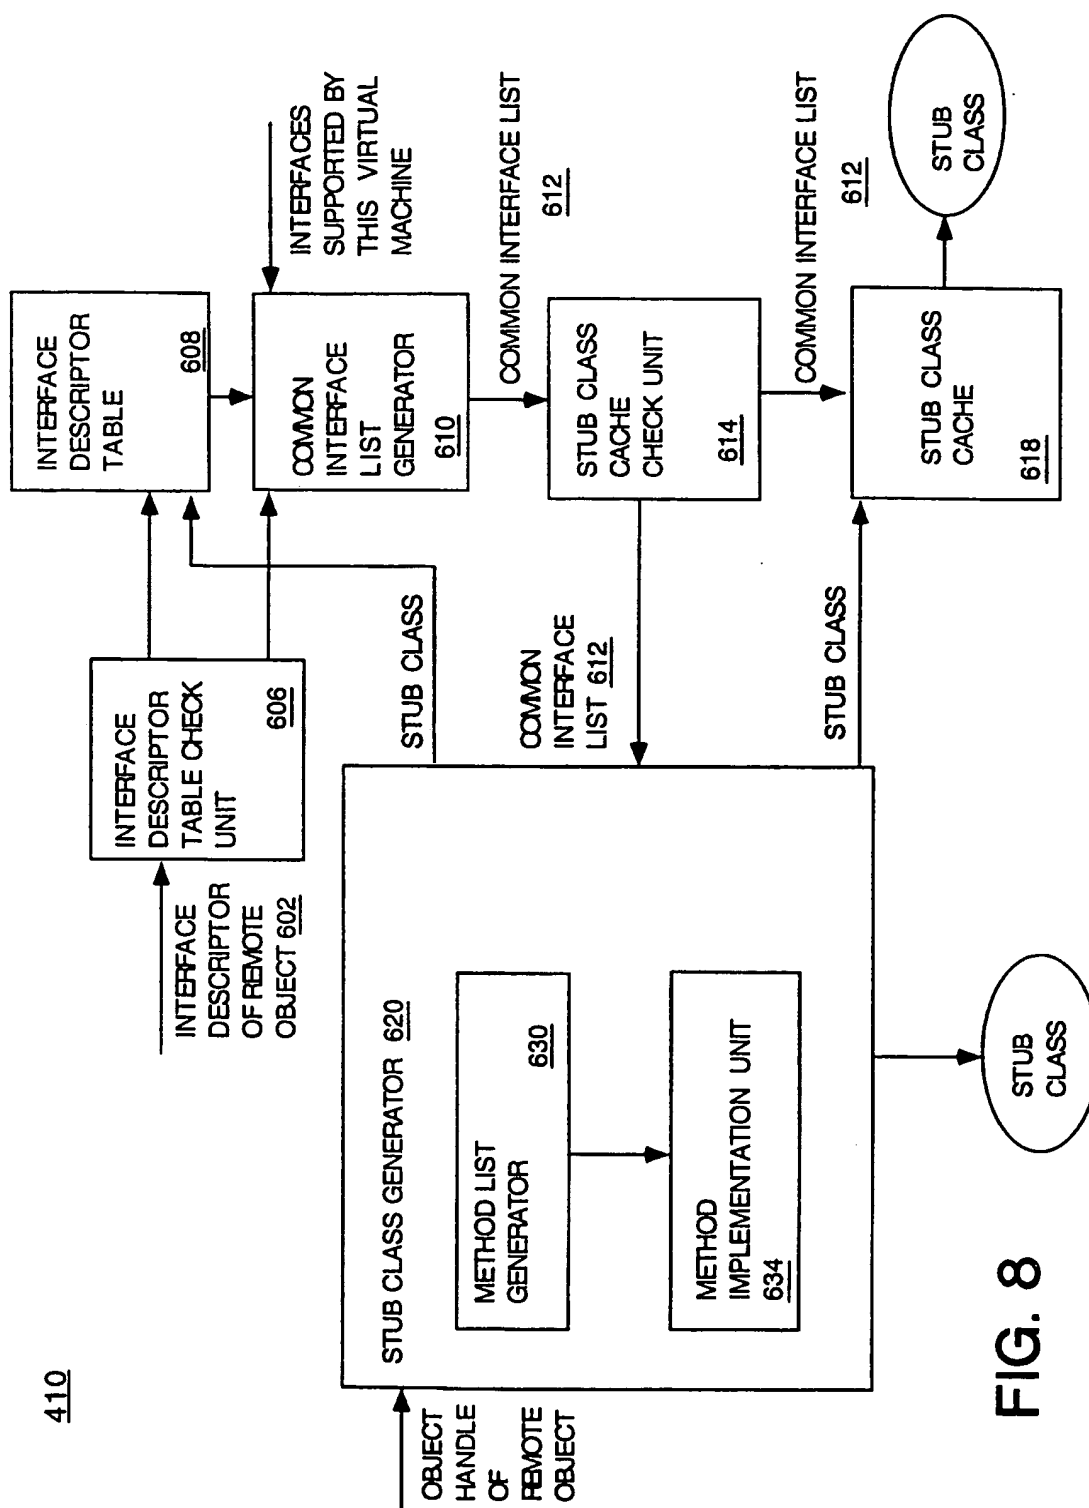 410
INTERFACE
DESCRIPTOR
OF REMOTE
OBJECT 602
INTERFACE
DESCRIPTOR
TABLE CHECK
UNIT
606
INTERFACE
DESCRIPTOR
TABLE
608
INTERFACES
SUPPORTED BY
THIS VIRTUAL
MACHINE
COMMON
INTERFACE
LIST
GENERATOR
610
COMMON INTERFACE LIST
612
STUB CLASS
STUB CLASS
CACHE
CHECK UNIT
614
COMMON
INTERFACE
LIST 612
COMMON INTERFACE LIST
612
OBJECT
HANDLE
OF
REMOTE
OBJECT
STUB CLASS GENERATOR 620
METHOD LIST
GENERATOR
630
METHOD
IMPLEMENTATION UNIT
634
STUB CLASS
STUB CLASS
CACHE
618
STUB
CLASS
STUB
CLASS
FIG. 8